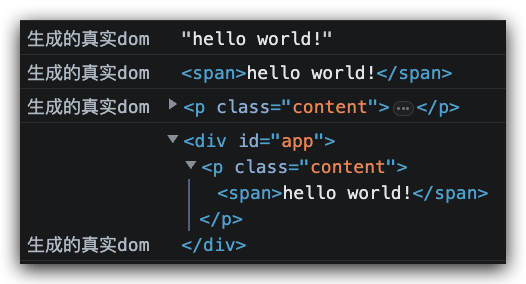 生成的真实dom "hello world!"
生成的真实dom <span>hello world!</span>
生成的真实dom ▶ <p class="content">…</p>
▼ <div id="app">
▼ <p class="content">
<span>hello world!</span>
</p>
生成的真实dom </div>